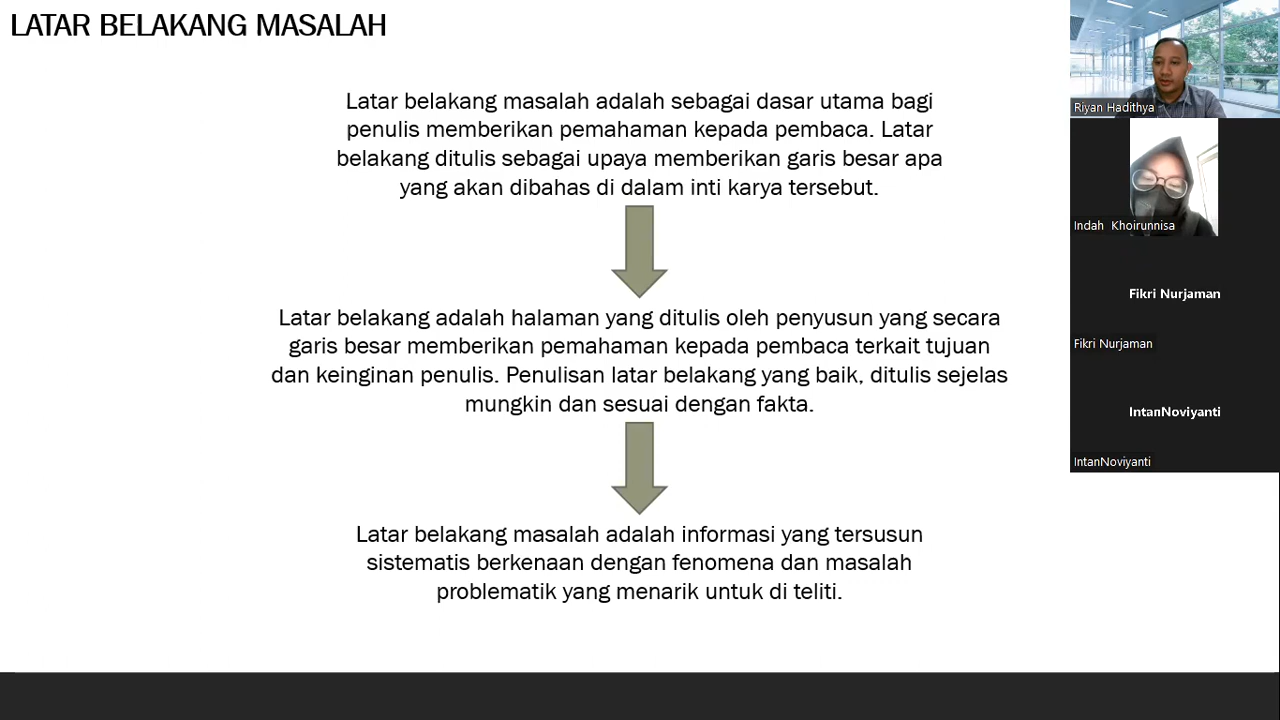 LATAR BELAKANG MASALAH
Latar belakang masalah adalah sebagai dasar utama bagi
penulis memberikan pemahaman kepada pembaca. Latar
belakang ditulis sebagai upaya memberikan garis besar apa
yang akan dibahas di dalam inti karya tersebut.
Latar belakang adalah halaman yang ditulis oleh penyusun yang secara
garis besar memberikan pemahaman kepada pembaca terkait tujuan
dan keinginan penulis. Penulisan latar belakang yang baik, ditulis sejelas
mungkin dan sesuai dengan fakta.
Latar belakang masalah adalah informasi yang tersusun
sistematis berkenaan dengan fenomena dan masalah
problematik yang menarik untuk di teliti.
Riyan Hadithya
Indah Khoirunnisa
Fikri Nurjaman
Fikri Nurjaman
IntanNoviyanti
IntanNoviyanti